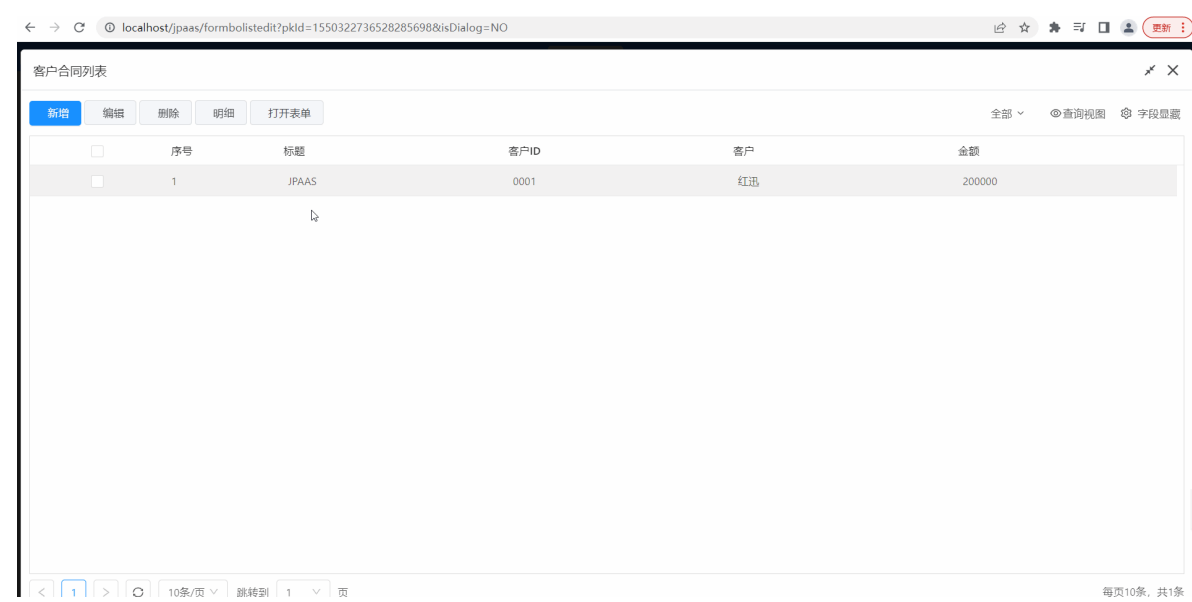 localhost/jpaas/formbolistedit?pkId=1550322736528285698&isDialog=NO 更新
客户合同列表
新增 编辑 删除 明细 打开表单 全部 查询视图 字段显藏
序号 标题 客户ID 客户 金额
1 JPAAS 0001 红迅 200000
1 10条/页 跳转到 1 页 每页10条，共1条